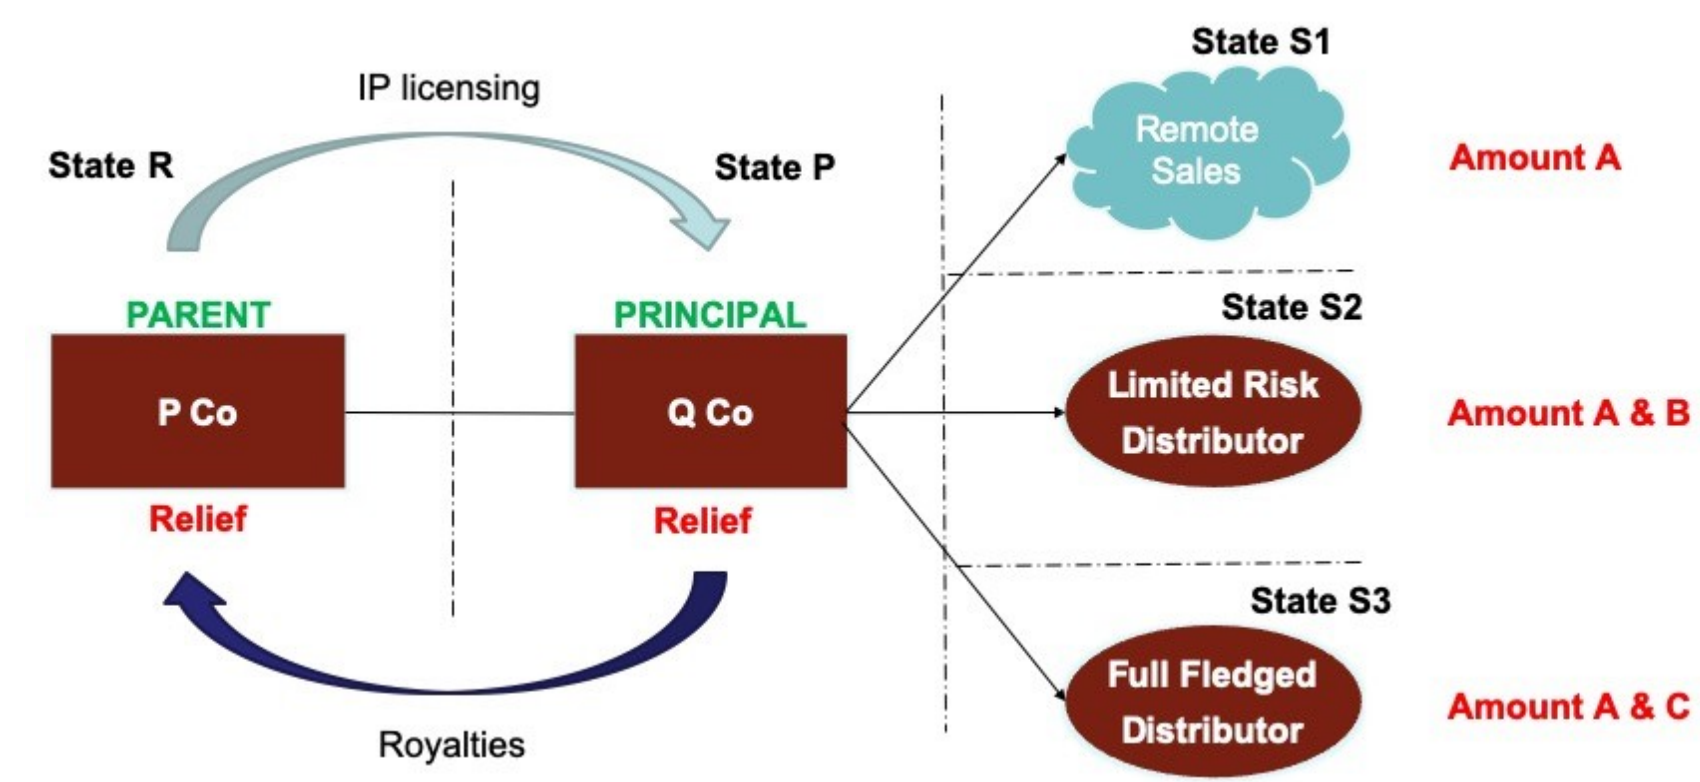 State S1
IP licensing
Remote
Sales
Amount A
State R
State P
PARENT
PRINCIPAL
State S2
P Co
Q Co
Limited Risk
Distributor
Amount A & B
Relief
Relief
State S3
Full Fledged
Distributor
Amount A & C
Royalties